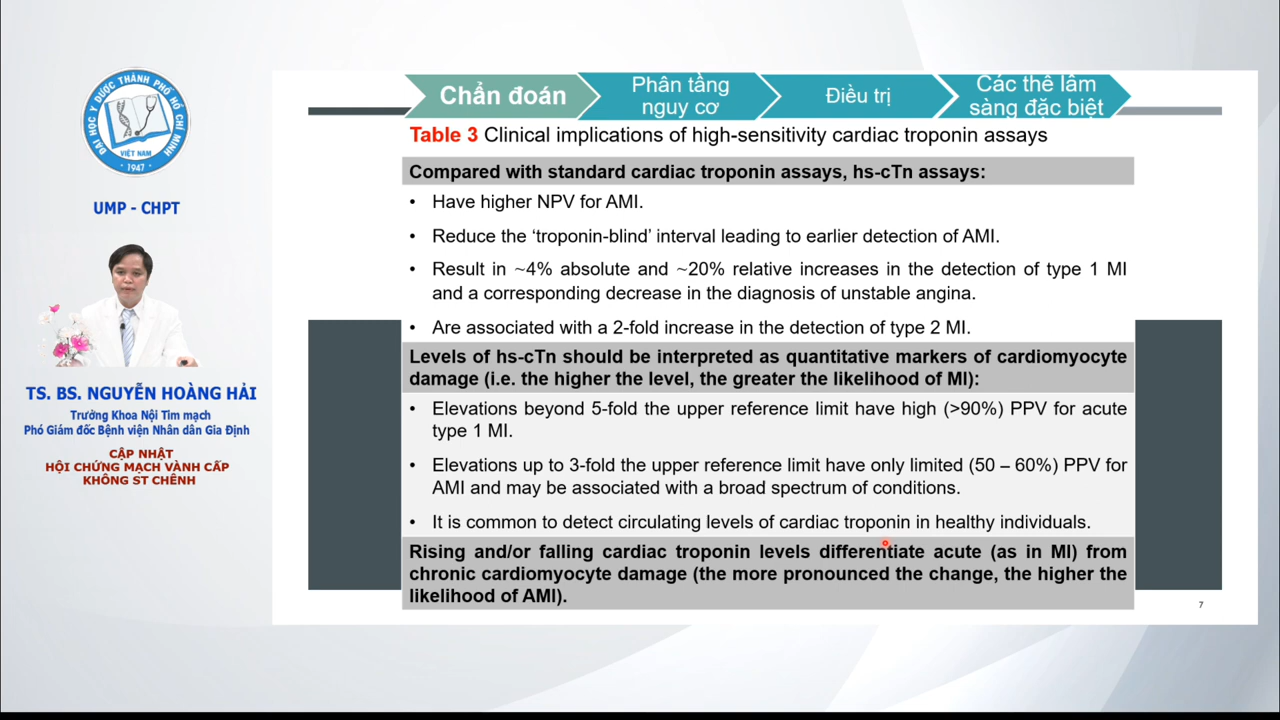 ĐẠI HỌC Y DƯỢC THÀNH PHỐ HỒ CHÍ MINH
VIỆT NAM
1947
UMP - CHPT
TS. BS. NGUYỄN HOÀNG HẢI
Trưởng Khoa Nội Tim mạch
Phó Giám đốc Bệnh viện Nhân dân Gia Định
CẬP NHẬT
HỘI CHỨNG MẠCH VÀNH CẤP
KHÔNG ST CHÊNH
Chẩn đoán
Phân tầng
nguy cơ
Điều trị
Các thể lâm
sàng đặc biệt
Table 3 Clinical implications of high-sensitivity cardiac troponin assays
Compared with standard cardiac troponin assays, hs-cTn assays:
• Have higher NPV for AMI.
• Reduce the ‘troponin-blind’ interval leading to earlier detection of AMI.
• Result in ~4% absolute and ~20% relative increases in the detection of type 1 MI
and a corresponding decrease in the diagnosis of unstable angina.
• Are associated with a 2-fold increase in the detection of type 2 MI.
Levels of hs-cTn should be interpreted as quantitative markers of cardiomyocyte
damage (i.e. the higher the level, the greater the likelihood of MI):
• Elevations beyond 5-fold the upper reference limit have high (>90%) PPV for acute
type 1 MI.
• Elevations up to 3-fold the upper reference limit have only limited (50 – 60%) PPV for
AMI and may be associated with a broad spectrum of conditions.
• It is common to detect circulating levels of cardiac troponin in healthy individuals.
Rising and/or falling cardiac troponin levels differentiate acute (as in MI) from
chronic cardiomyocyte damage (the more pronounced the change, the higher the
likelihood of AMI).
7